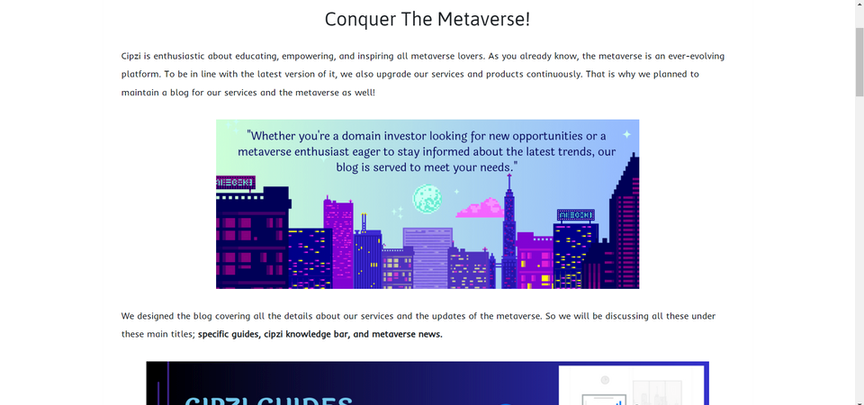 Conquer The Metaverse!
Cipzi is enthusiastic about educating, empowering, and inspiring all metaverse lovers. As you already know, the metaverse is an ever-evolving
platform. To be in line with the latest version of it, we also upgrade our services and products continuously. That is why we planned to
maintain a blog for our services and the metaverse as well!
"Whether you're a domain investor looking for new opportunities or a
metaverse enthusiast eager to stay informed about the latest trends, our
blog is served to meet your needs."
We designed the blog covering all the details about our services and the updates of the metaverse. So we will be discussing all these under
these main titles; specific guides, cipzi knowledge bar, and metaverse news.
CIPZI GUIDES